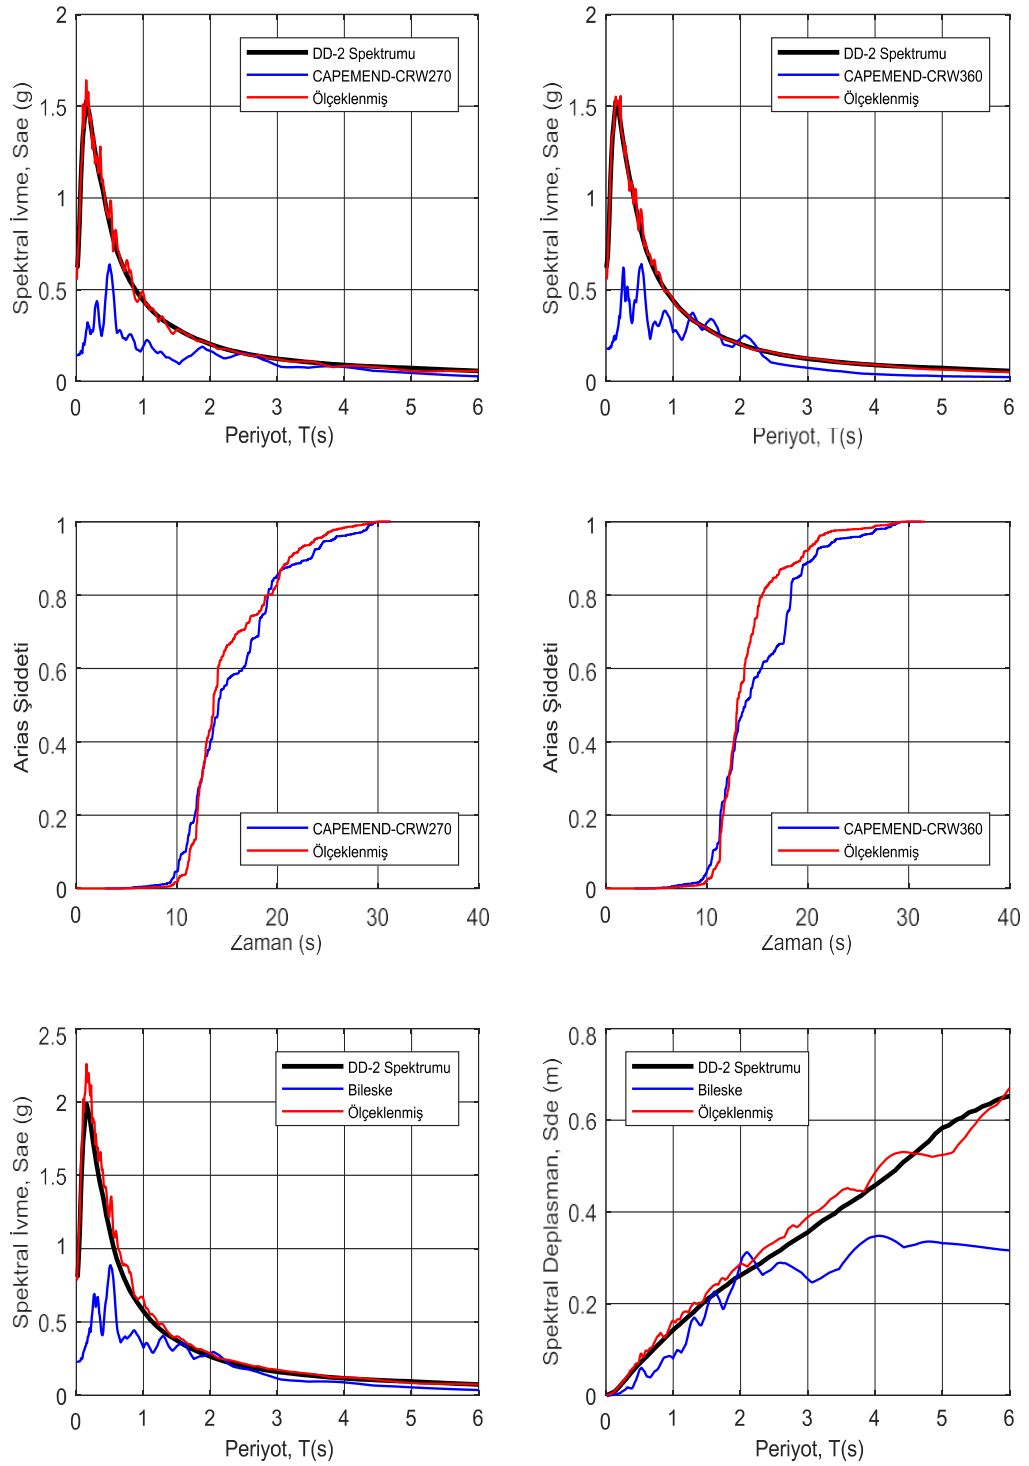 2
1.5
1
0.5
0
0 1 2 3 4 5 6
Spektral İvme, Sae (g)
Periyot, T(s)
DD-2 Spektrumu
CAPEMEND-CRW270
Ölçeklenmiş
2
1.5
1
0.5
0
0 1 2 3 4 5 6
Spektral İvme, Sae (g)
Periyot, T(s)
DD-2 Spektrumu
CAPEMEND-CRW360
Ölçeklenmiş
1
0.8
0.6
0.4
0.2
0
0 10 20 30 40
Arias Şiddeti
Zaman (s)
CAPEMEND-CRW270
Ölçeklenmiş
1
0.8
0.6
0.4
0.2
0
0 10 20 30 40
Arias Şiddeti
Zaman (s)
CAPEMEND-CRW360
Ölçeklenmiş
2.5
2
1.5
1
0.5
0
0 1 2 3 4 5 6
Spektral İvme, Sae (g)
Periyot, T(s)
DD-2 Spektrumu
Bileske
Ölçeklenmiş
0.8
0.6
0.4
0.2
0
0 1 2 3 4 5 6
Spektral Deplasman, Sde (m)
Periyot, T(s)
DD-2 Spektrumu
Bileske
Ölçeklenmiş